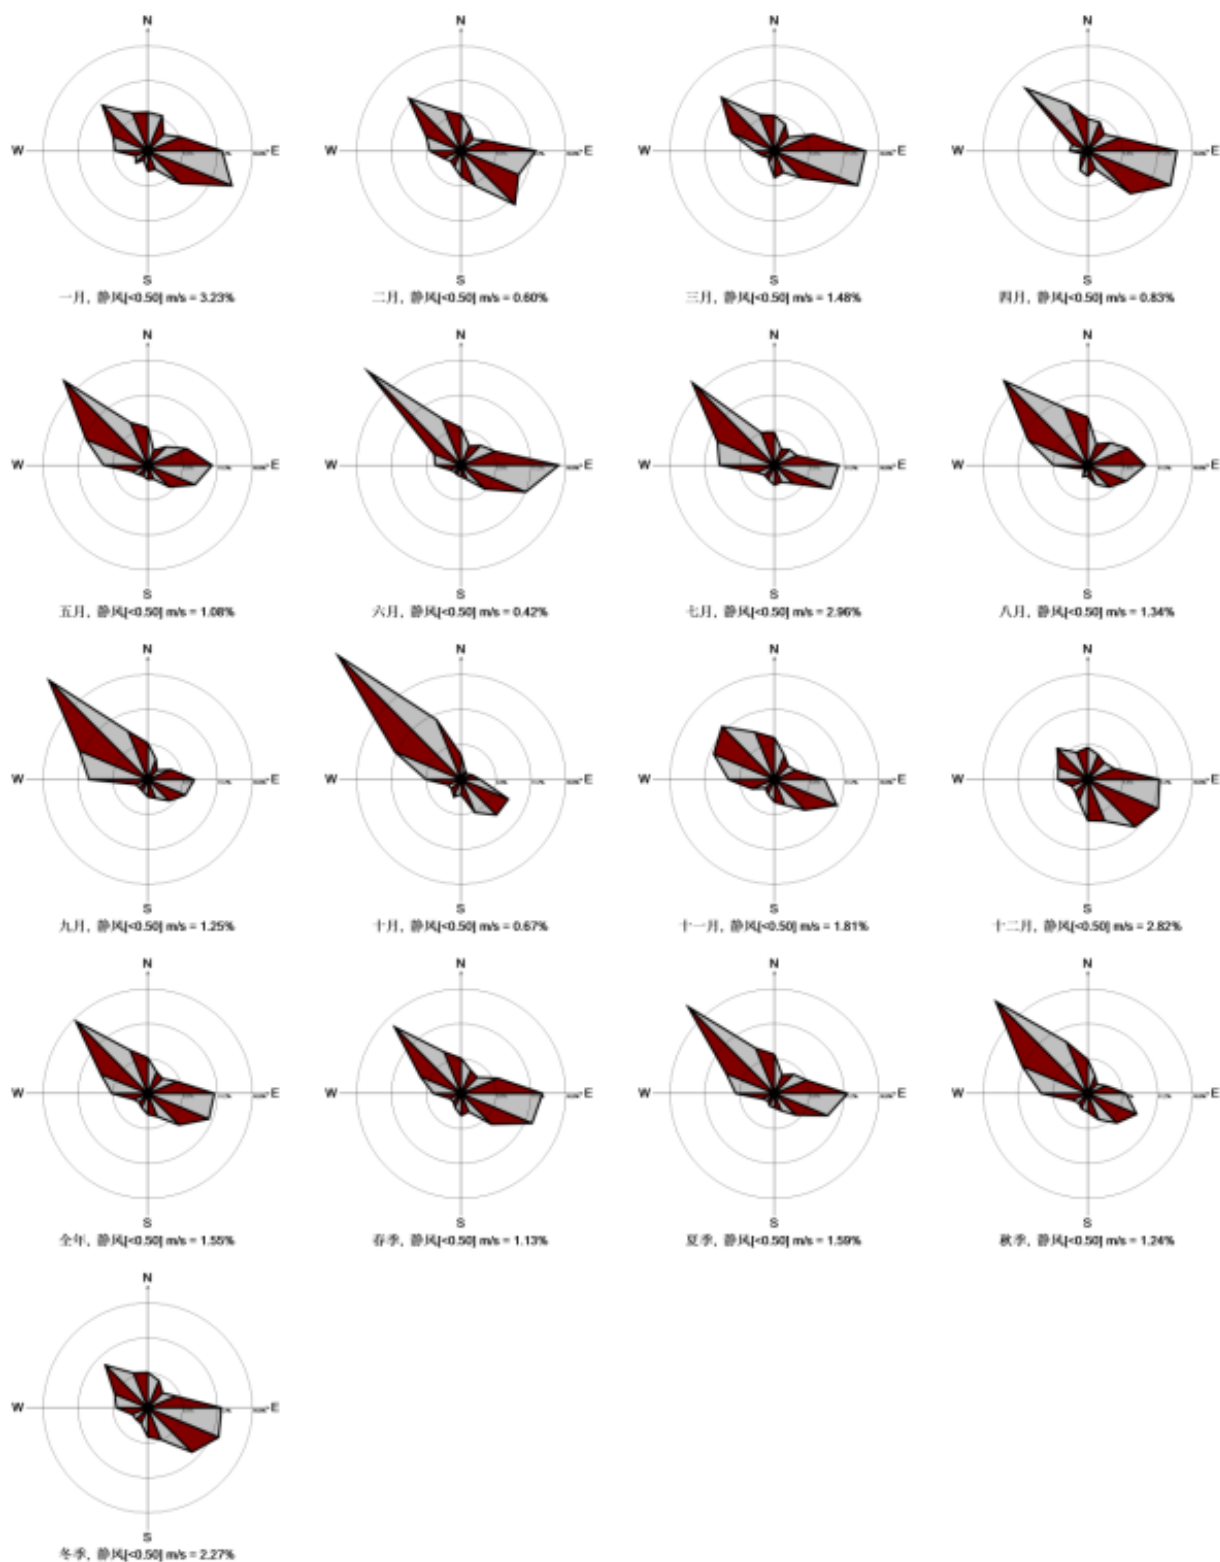 N N N N
W E W E W E W E
S S S S
一月, 静风[<0.50] m/s = 3.23% 二月, 静风[<0.50] m/s = 0.60% 三月, 静风[<0.50] m/s = 1.48% 四月, 静风[<0.50] m/s = 0.83%
N N N N
W E W E W E W E
S S S S
五月, 静风[<0.50] m/s = 1.08% 六月, 静风[<0.50] m/s = 0.42% 七月, 静风[<0.50] m/s = 2.96% 八月, 静风[<0.50] m/s = 1.34%
N N N N
W E W E W E W E
S S S S
九月, 静风[<0.50] m/s = 1.25% 十月, 静风[<0.50] m/s = 0.67% 十一月, 静风[<0.50] m/s = 1.81% 十二月, 静风[<0.50] m/s = 2.82%
N N N N
W E W E W E W E
S S S S
全年, 静风[<0.50] m/s = 1.55% 春季, 静风[<0.50] m/s = 1.13% 夏季, 静风[<0.50] m/s = 1.59% 秋季, 静风[<0.50] m/s = 1.24%
N
W E
S
冬季, 静风[<0.50] m/s = 2.27%